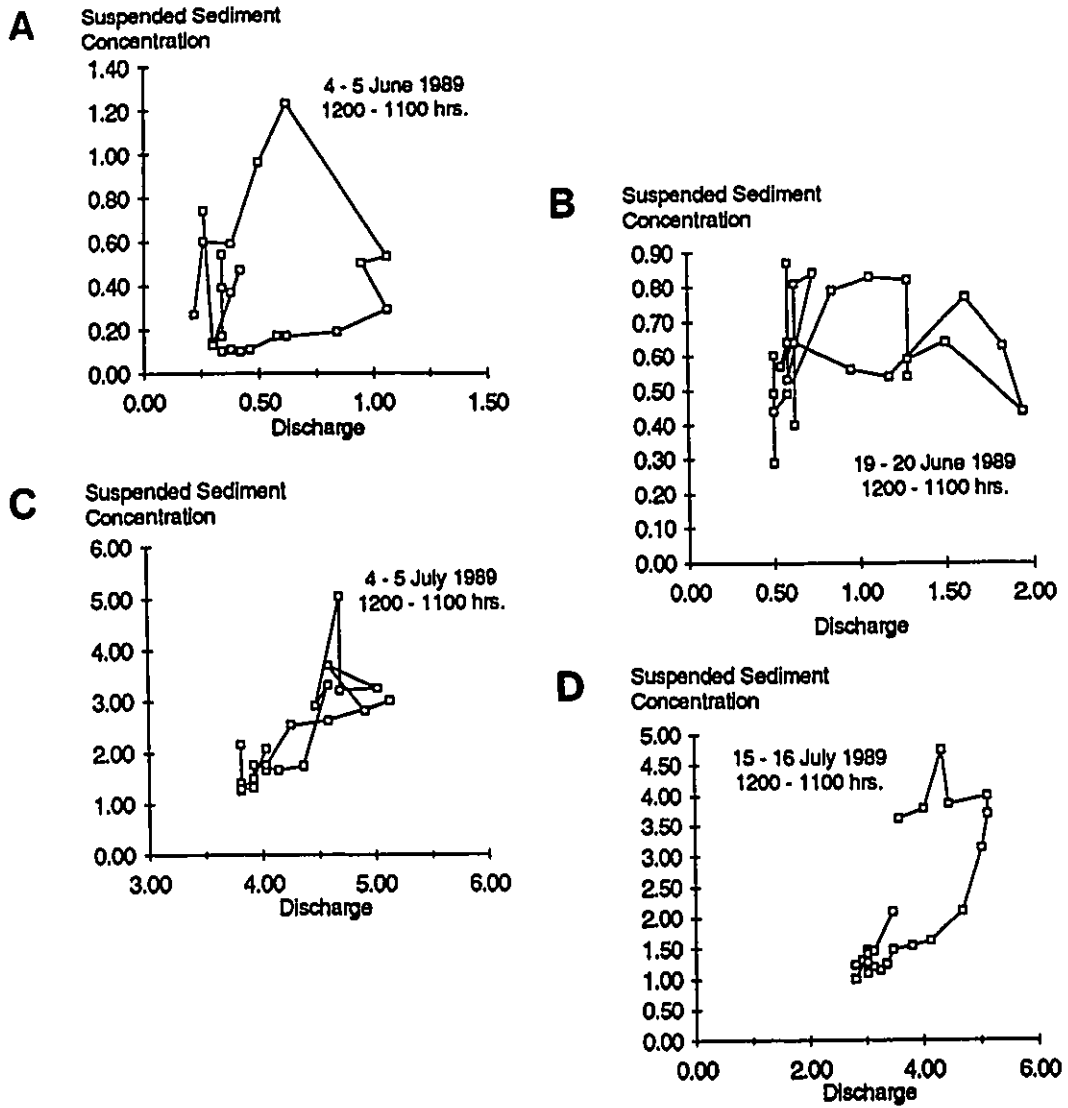 A
Suspended Sediment
Concentration
1.40
1.20
1.00
0.80
0.60
0.40
0.20
0.00
0.00 0.50 1.00 1.50
Discharge
4 - 5 June 1989
1200 - 1100 hrs.
B
Suspended Sediment
Concentration
0.90
0.80
0.70
0.60
0.50
0.40
0.30
0.20
0.10
0.00
0.00 0.50 1.00 1.50 2.00
Discharge
19 - 20 June 1989
1200 - 1100 hrs.
C
Suspended Sediment
Concentration
6.00
5.00
4.00
3.00
2.00
1.00
0.00
3.00 4.00 5.00 6.00
Discharge
4 - 5 July 1989
1200 - 1100 hrs.
D
Suspended Sediment
Concentration
5.00
4.50
4.00
3.50
3.00
2.50
2.00
1.50
1.00
0.50
0.00
0.00 2.00 4.00 6.00
Discharge
15 - 16 July 1989
1200 - 1100 hrs.